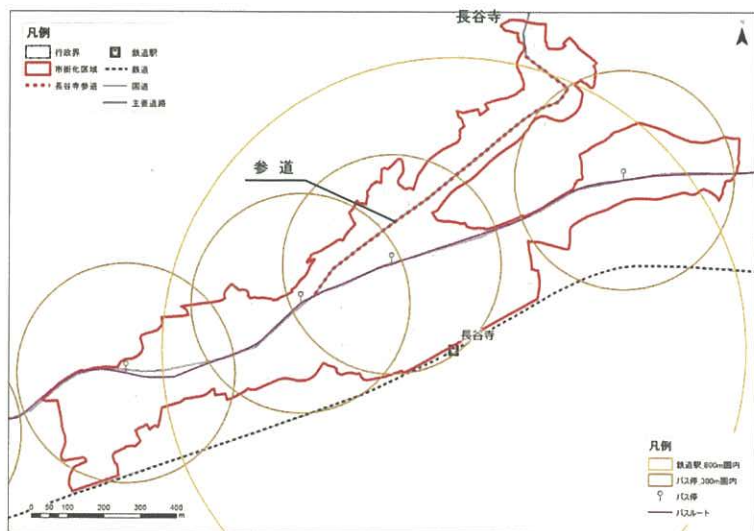 長谷寺
凡例
行政界
鉄道駅
市街化区域
鉄道
長谷寺参道
国道
主要道路
参道
長谷寺
凡例
鉄道駅_800m圏内
バス停_300m圏内
バス停
バスルート
0 50 100 200 300 400
m
N